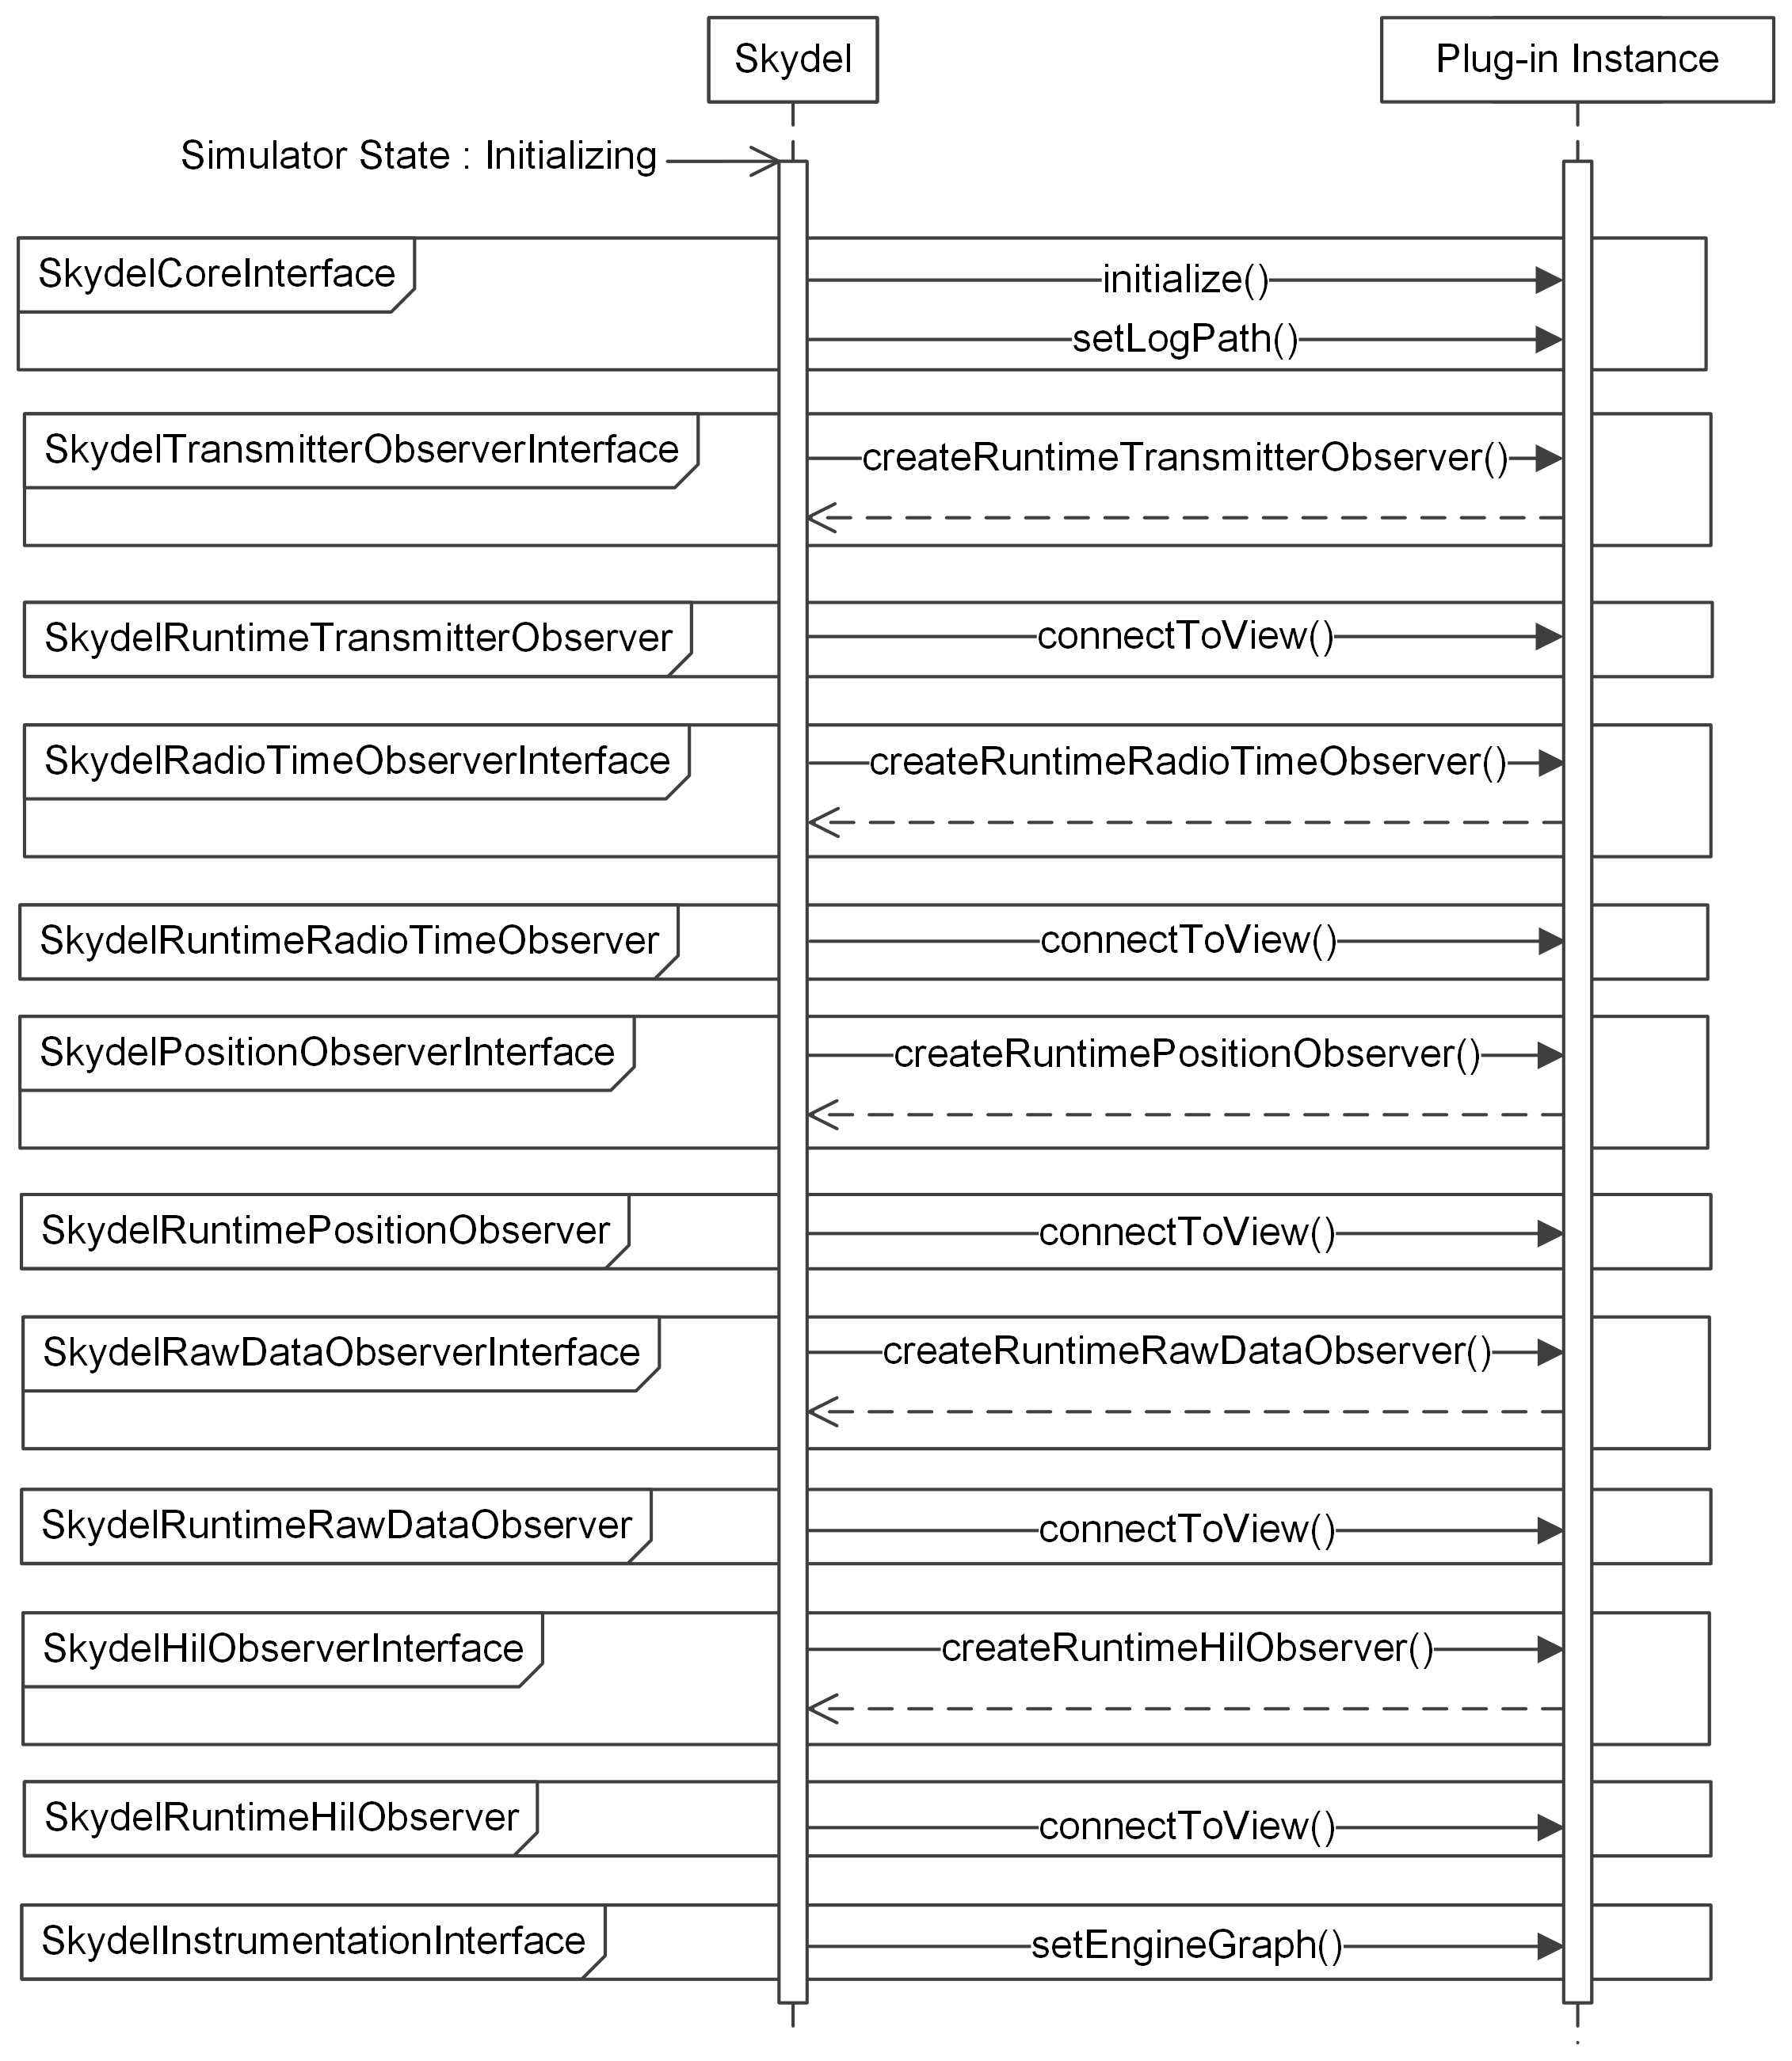 Skydel
Plug-in Instance
Simulator State : Initializing
SkydelCoreInterface
initialize()
setLogPath()
SkydelTransmitterObserverInterface
createRuntimeTransmitterObserver()
SkydelRuntimeTransmitterObserver
connectToView()
SkydelRadioTimeObserverInterface
createRuntimeRadioTimeObserver()
SkydelRuntimeRadioTimeObserver
connectToView()
SkydelPositionObserverInterface
createRuntimePositionObserver()
SkydelRuntimePositionObserver
connectToView()
SkydelRawDataObserverInterface
createRuntimeRawDataObserver()
SkydelRuntimeRawDataObserver
connectToView()
SkydelHilObserverInterface
createRuntimeHilObserver()
SkydelRuntimeHilObserver
connectToView()
SkydelInstrumentationInterface
setEngineGraph()